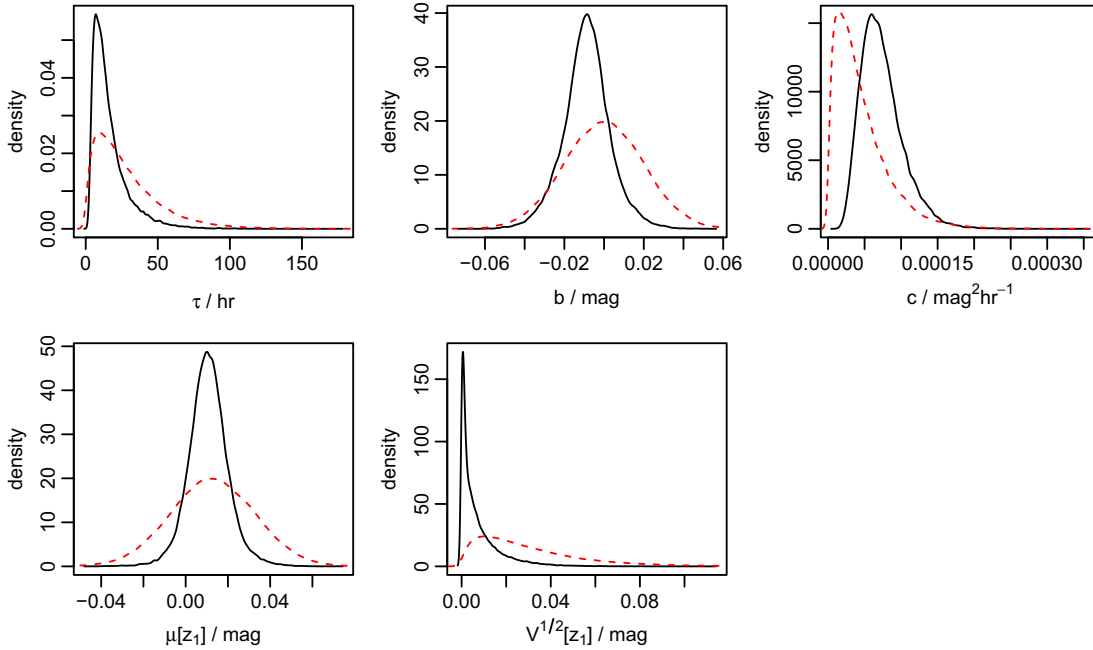 density
0.00 0.02 0.04
0 50 100 150
τ / hr
density
0 10 20 30 40
−0.06 −0.02 0.02 0.06
b / mag
density
0 5000 10000
0.00000 0.00015 0.00030
c / mag²hr⁻¹
density
0 10 20 30 40 50
−0.04 0.00 0.04
μ[z₁] / mag
density
0 50 100 150
0.00 0.04 0.08
V^1/2[z₁] / mag